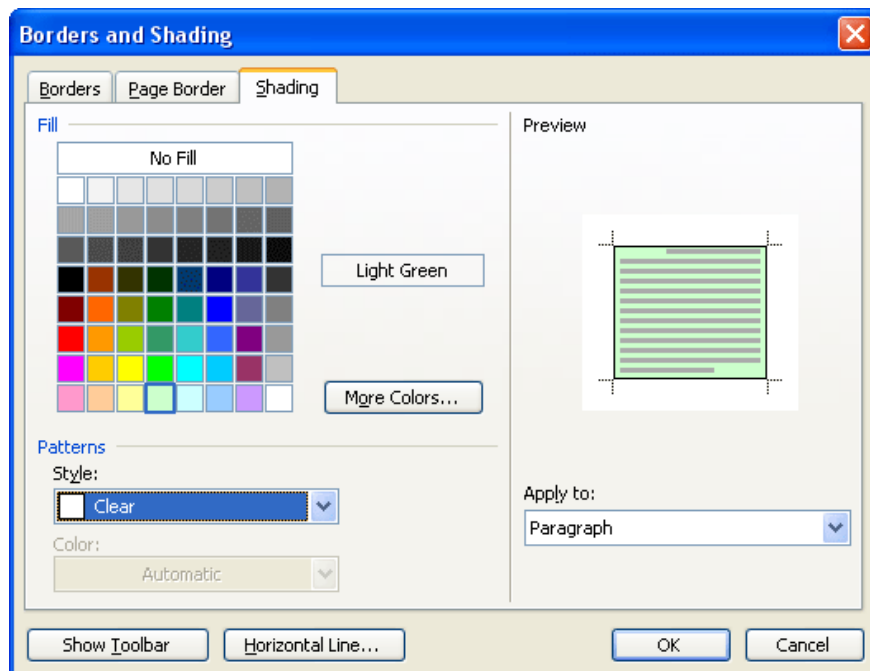 Borders and Shading
Borders
Page Border
Shading
Fill
No Fill
Light Green
More Colors...
Patterns
Style:
Clear
Color:
Automatic
Preview
Apply to:
Paragraph
Show Toolbar
Horizontal Line...
OK
Cancel